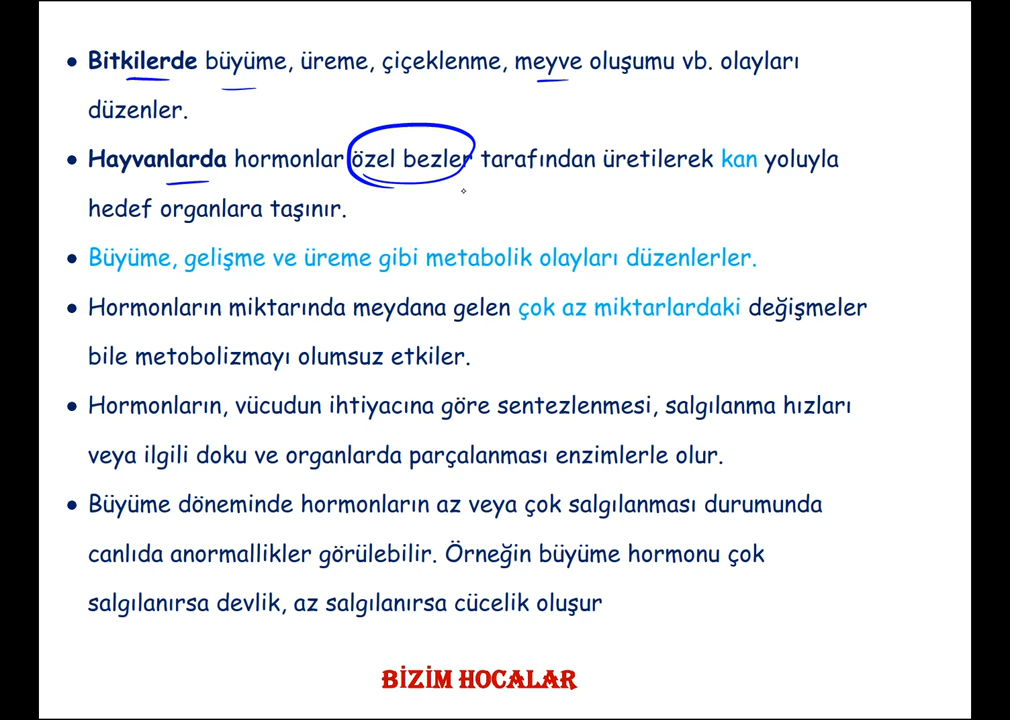 • Bitkilerde büyüme, üreme, çiçeklenme, meyve oluşumu vb. olayları
düzenler.
• Hayvanlarda hormonlar özel bezler tarafından üretilerek kan yoluyla
hedef organlara taşınır.
• Büyüme, gelişme ve üreme gibi metabolik olayları düzenlerler.
• Hormonların miktarında meydana gelen çok az miktarlardaki değişmeler
bile metobolizmayı olumsuz etkiler.
• Hormonların, vücudun ihtiyacına göre sentezlenmesi, salgılanma hızları
veya ilgili doku ve organlarda parçalanması enzimlerle olur.
• Büyüme döneminde hormonların az veya çok salgılanması durumunda
canlıda anormallikler görülebilir. Örneğin büyüme hormonu çok
salgılanırsa devlik, az salgılanırsa cücelik oluşur
BİZİM HOCALAR